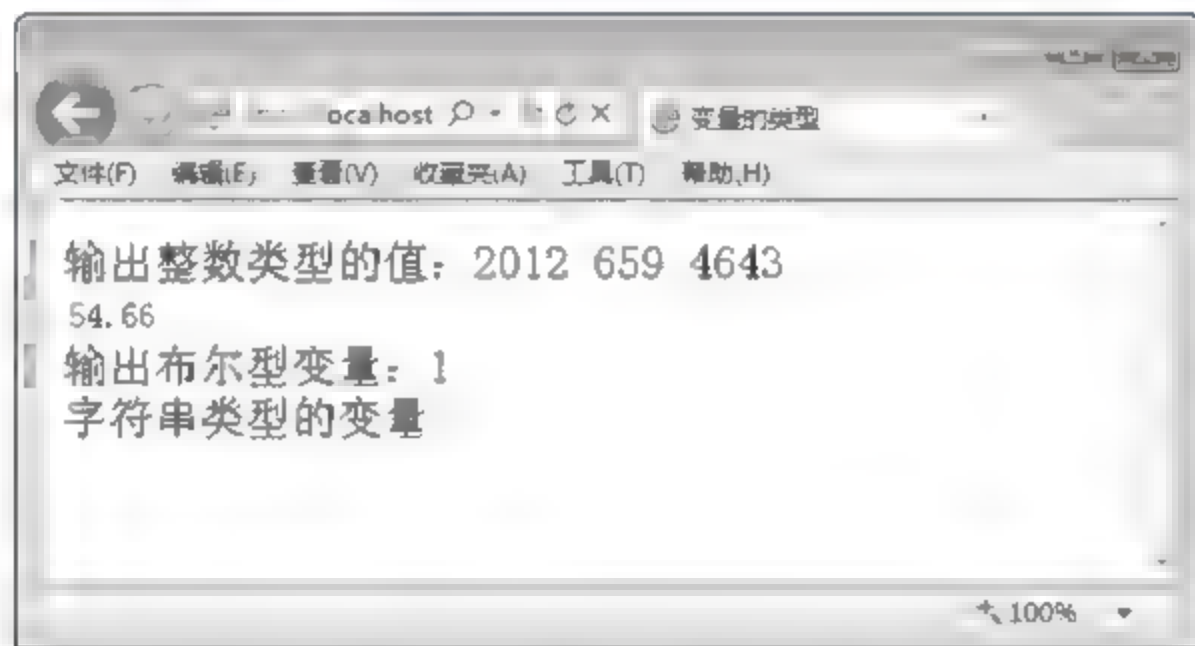 ocahost
变量的类型
文件(F) 编辑(E) 查看(V) 收藏夹(A) 工具(T) 帮助(H)
输出整数类型的值: 2012 659 4643
54.66
输出布尔型变量: 1
字符串类型的变量
100%